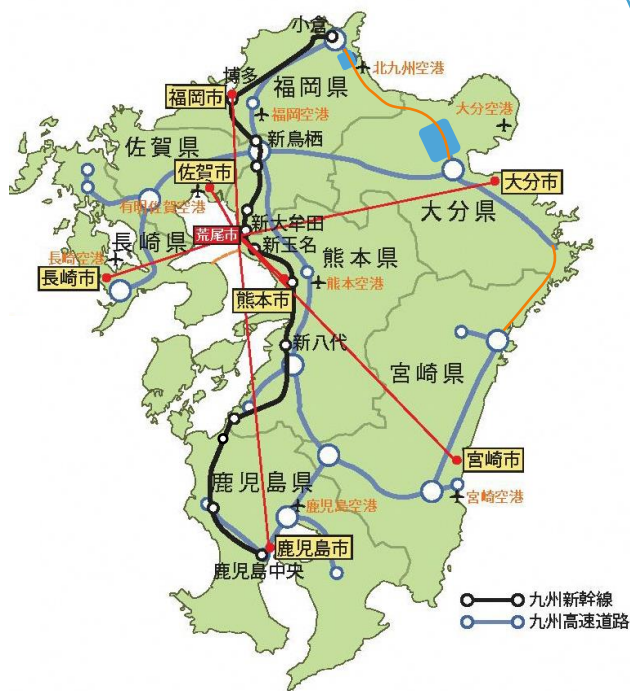 小倉
北九州空港
博多
福岡県
福岡市
福岡空港
大分空港
新鳥栖
佐賀県
佐賀市
大分市
有明佐賀空港
大分県
新大牟田
荒尾市
長崎県
新玉名
長崎空港
熊本県
長崎市
熊本空港
熊本市
新八代
宮崎県
宮崎市
鹿児島県
宮崎空港
鹿児島空港
鹿児島市
鹿児島中央
九州新幹線
九州高速道路